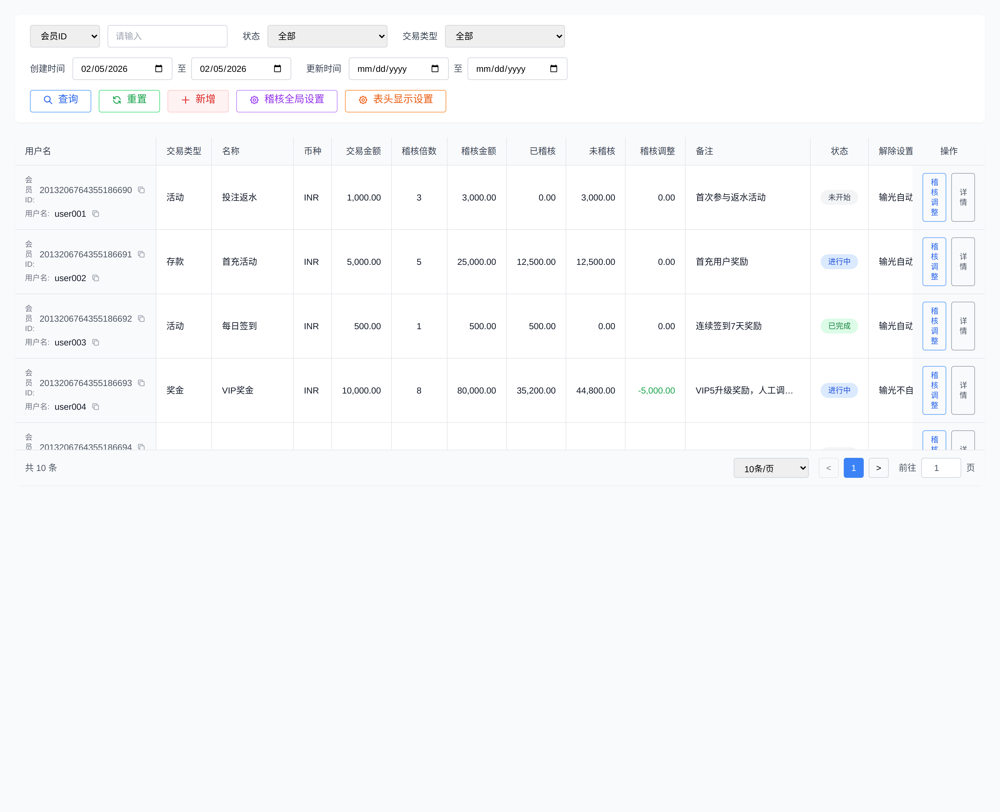 会员ID 请输入 状态 全部 交易类型 全部
创建时间 02/05/2026 至 02/05/2026 更新时间 mm/dd/yyyy 至 mm/dd/yyyy
查询 重置 新增 稽核全局设置 表头显示设置
用户名 交易类型 名称 币种 交易金额 稽核倍数 稽核金额 已稽核 未稽核 稽核调整 备注 状态 解除设置 操作
会员ID: 2013206764355186690
用户名: user001
活动 投注返水 INR 1,000.00 3 3,000.00 0.00 3,000.00 0.00 首次参与返水活动 未开始 输光自动 稽核调整 详情
会员ID: 2013206764355186691
用户名: user002
存款 首充活动 INR 5,000.00 5 25,000.00 12,500.00 12,500.00 0.00 首充用户奖励 进行中 输光自动 稽核调整 详情
会员ID: 2013206764355186692
用户名: user003
活动 每日签到 INR 500.00 1 500.00 500.00 0.00 0.00 连续签到7天奖励 已完成 输光自动 稽核调整 详情
会员ID: 2013206764355186693
用户名: user004
奖金 VIP奖金 INR 10,000.00 8 80,000.00 35,200.00 44,800.00 -5,000.00 VIP5升级奖励，人工调… 进行中 输光不自 稽核调整 详情
会员 2013206764355186694 稽核 详
共 10 条 10条/页 < 1 > 前往 1 页